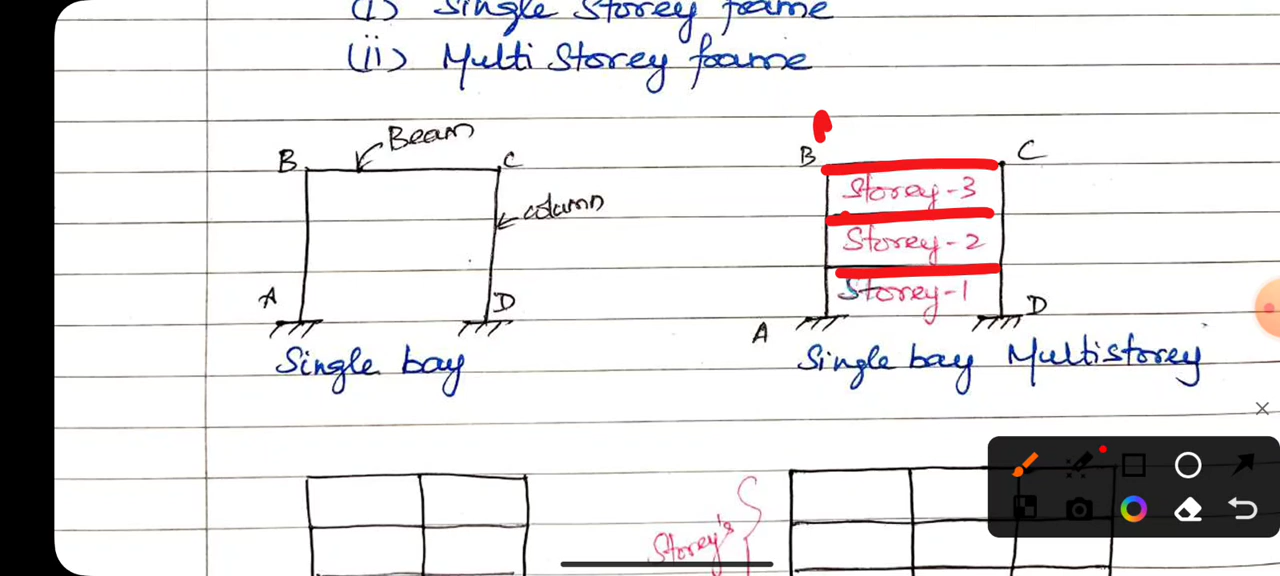 (i) Single Storey frame
(ii) Multi Storey frame
Beam
B
C
column
A
D
Single bay
B
C
Storey-3
Storey-2
Storey-1
A
D
Single bay Multistorey
Storey's